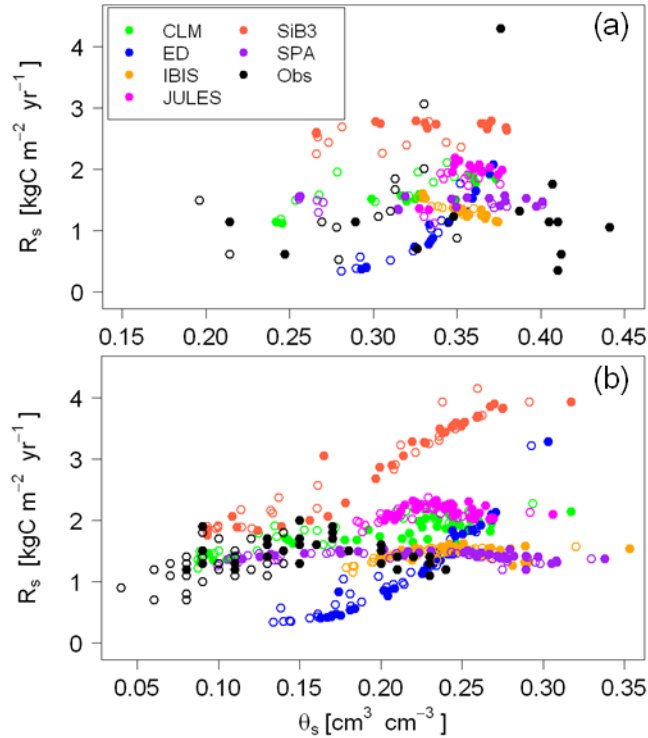 (a)
CLM SiB3
ED SPA
IBIS Obs
JULES
R_s [kgC m⁻² yr⁻¹]
4
3
2
1
0
0.15 0.20 0.25 0.30 0.35 0.40 0.45
(b)
R_s [kgC m⁻² yr⁻¹]
4
3
2
1
0
0.05 0.10 0.15 0.20 0.25 0.30 0.35
θ_s [cm³ cm⁻³]